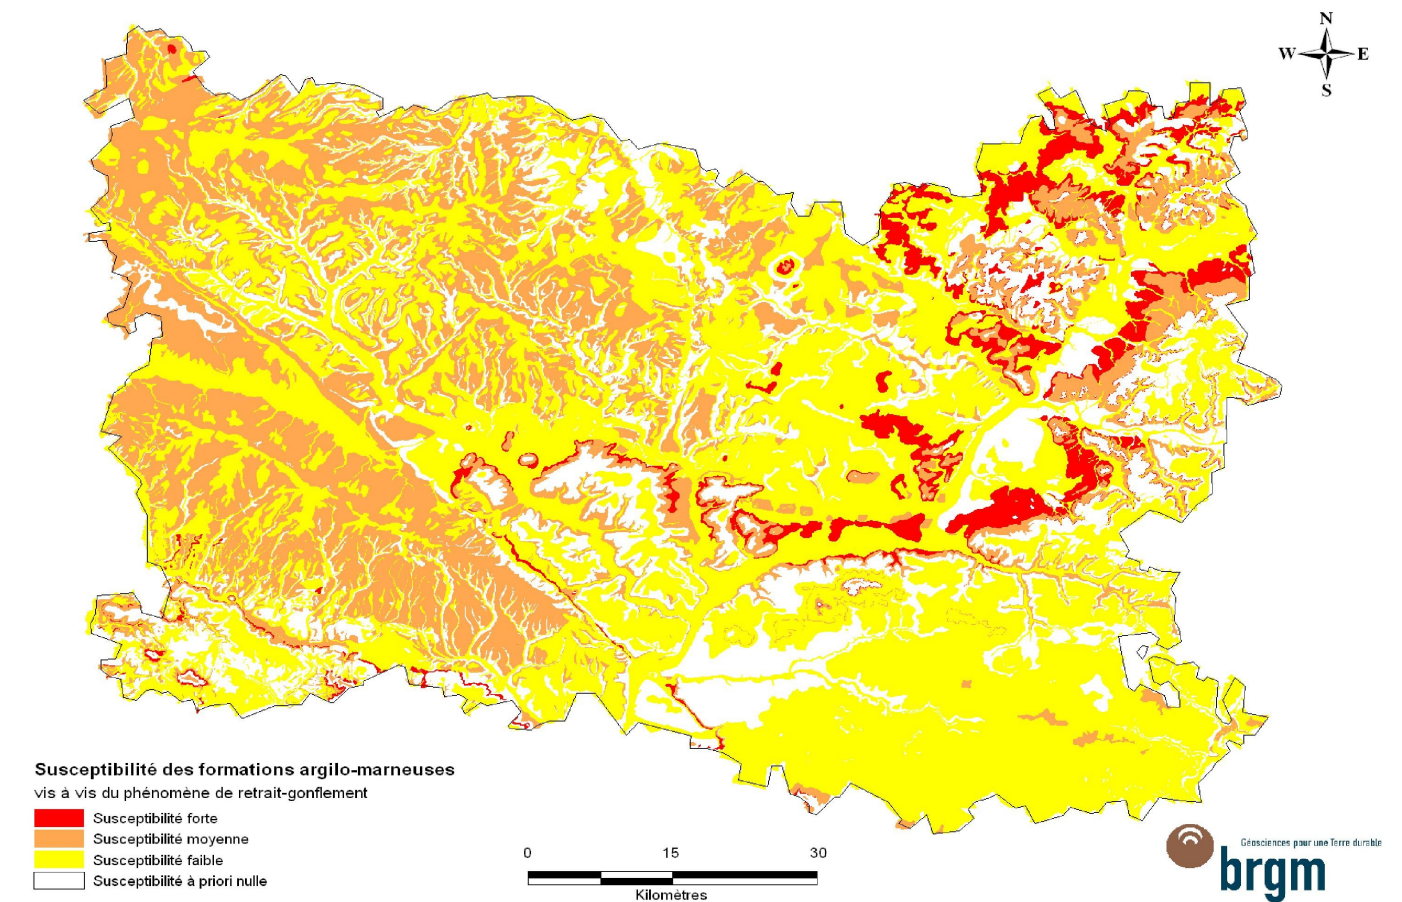 N
W E
S
Susceptibilité des formations argilo-marneuses
vis à vis du phénomène de retrait-gonflement
Susceptibilité forte
Susceptibilité moyenne
Susceptibilité faible
Susceptibilité à priori nulle
0 15 30
Kilomètres
Géosciences pour une Terre durable
brgm